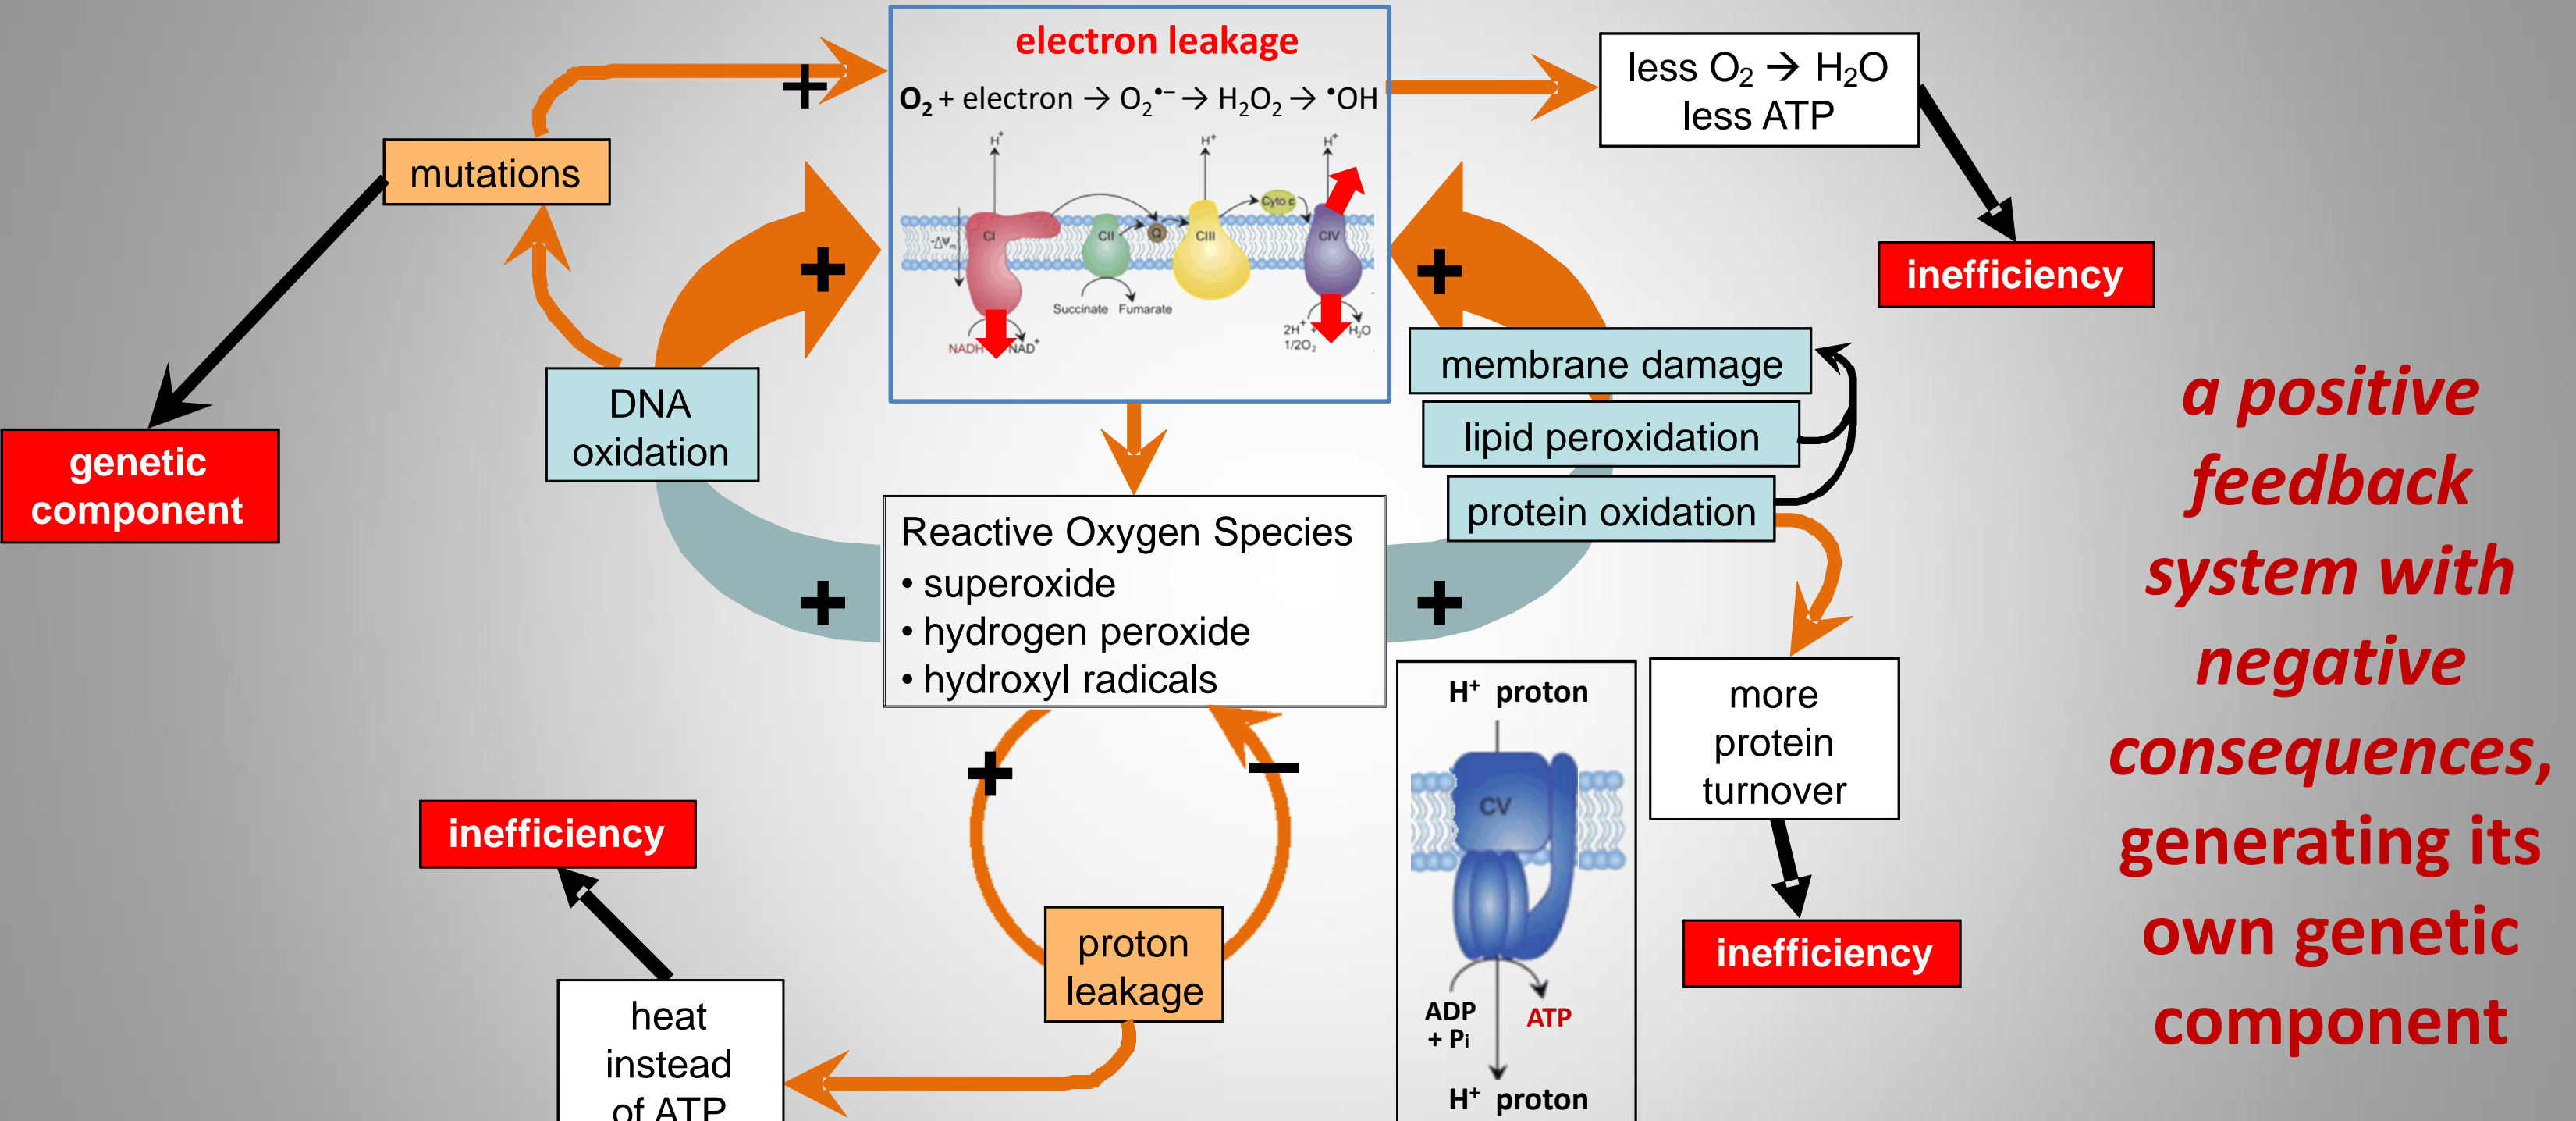 electron leakage
O₂ + electron → O₂•– → H₂O₂ → •OH
H⁺
H⁺
H⁺
-ΔΨm
CI
CII
Q
CIII
Cyto c
CIV
Succinate Fumarate
NADH NAD⁺
2H⁺ +
1/2O₂
H₂O
less O₂ → H₂O
less ATP
inefficiency
mutations
+
+
+
genetic
component
DNA
oxidation
membrane damage
lipid peroxidation
protein oxidation
+
+
Reactive Oxygen Species
• superoxide
• hydrogen peroxide
• hydroxyl radicals
+
–
proton
leakage
inefficiency
heat
instead
of ATP
H⁺ proton
CV
ADP
+ Pi
ATP
H⁺ proton
more
protein
turnover
inefficiency
a positive
feedback
system with
negative
consequences,
generating its
own genetic
component